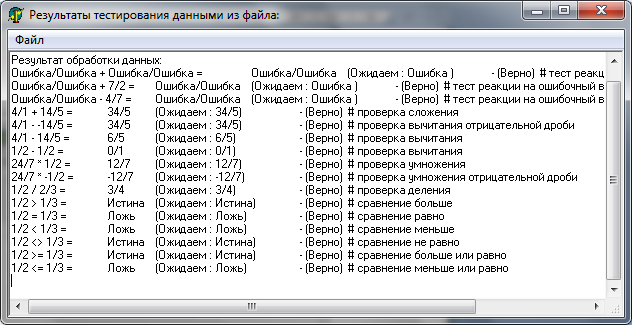 Результаты тестирования данными из файла:
Файл
Результат обработки данных:
Ошибка/Ошибка + Ошибка/Ошибка = Ошибка/Ошибка (Ожидаем : Ошибка ) - (Верно) # тест реакц
Ошибка/Ошибка + 7/2 = Ошибка/Ошибка (Ожидаем : Ошибка ) - (Верно) # тест реакции на ошибочный в
Ошибка/Ошибка - 4/7 = Ошибка/Ошибка (Ожидаем : Ошибка ) - (Верно) # тест реакции на ошибочный в
4/1 + 14/5 = 34/5 (Ожидаем : 34/5) - (Верно) # проверка сложения
4/1 - -14/5 = 34/5 (Ожидаем : 34/5) - (Верно) # проверка вычитания отрицательной дроби
4/1 - 14/5 = 6/5 (Ожидаем : 6/5) - (Верно) # проверка вычитания
1/2 - 1/2 = 0/1 (Ожидаем : 0/1) - (Верно) # проверка вычитания
24/7 * 1/2 = 12/7 (Ожидаем : 12/7) - (Верно) # проверка умножения
24/7 * -1/2 = -12/7 (Ожидаем : -12/7) - (Верно) # проверка умножения отрицательной дроби
1/2 / 2/3 = 3/4 (Ожидаем : 3/4) - (Верно) # проверка деления
1/2 > 1/3 = Истина (Ожидаем : Истина) - (Верно) # сравнение больше
1/2 = 1/3 = Ложь (Ожидаем : Ложь) - (Верно) # сравнение равно
1/2 < 1/3 = Ложь (Ожидаем : Ложь) - (Верно) # сравнение меньше
1/2 <> 1/3 = Истина (Ожидаем : Истина) - (Верно) # сравнение не равно
1/2 >= 1/3 = Истина (Ожидаем : Истина) - (Верно) # сравнение больше или равно
1/2 <= 1/3 = Ложь (Ожидаем : Ложь) - (Верно) # сравнение меньше или равно